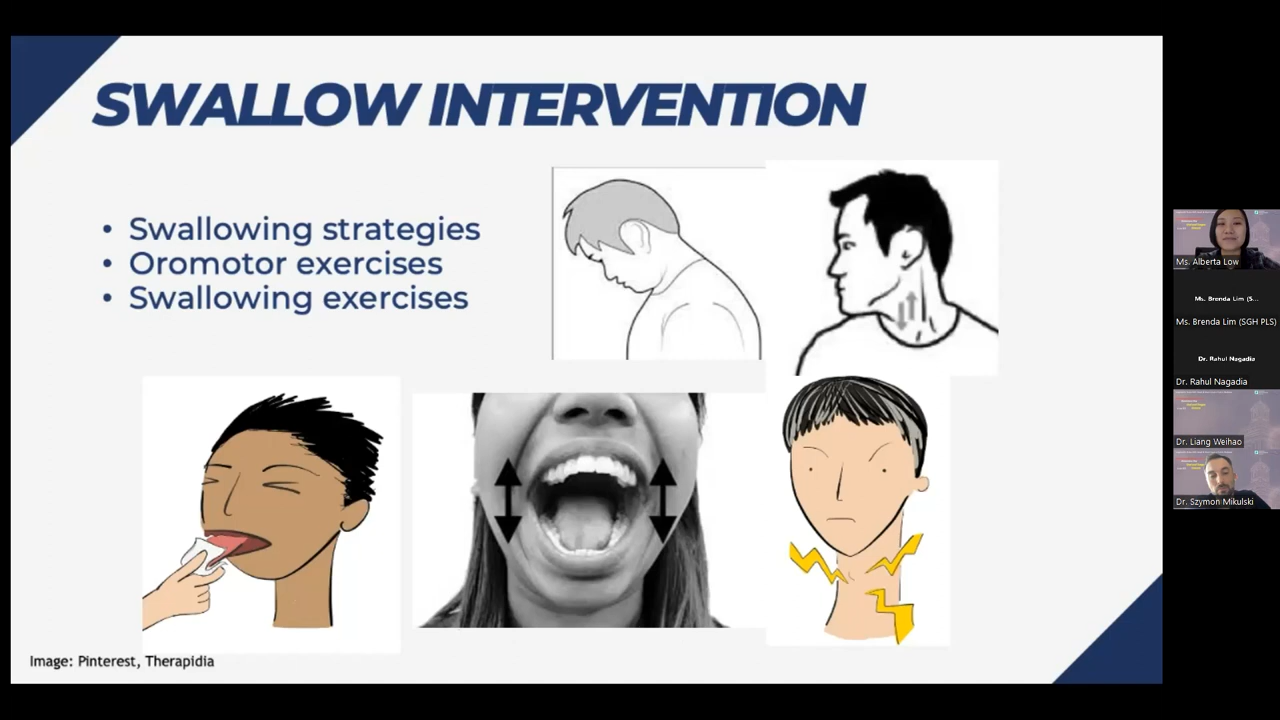 SWALLOW INTERVENTION
• Swallowing strategies
• Oromotor exercises
• Swallowing exercises
Image: Pinterest, Therapidia
Ms. Alberta Low
Ms. Brenda Lim (S...
Ms. Brenda Lim (SGH PLS)
Dr. Rahul Nagadia
Dr. Rahul Nagadia
Dr. Liang Weihao
Dr. Szymon Mikulski